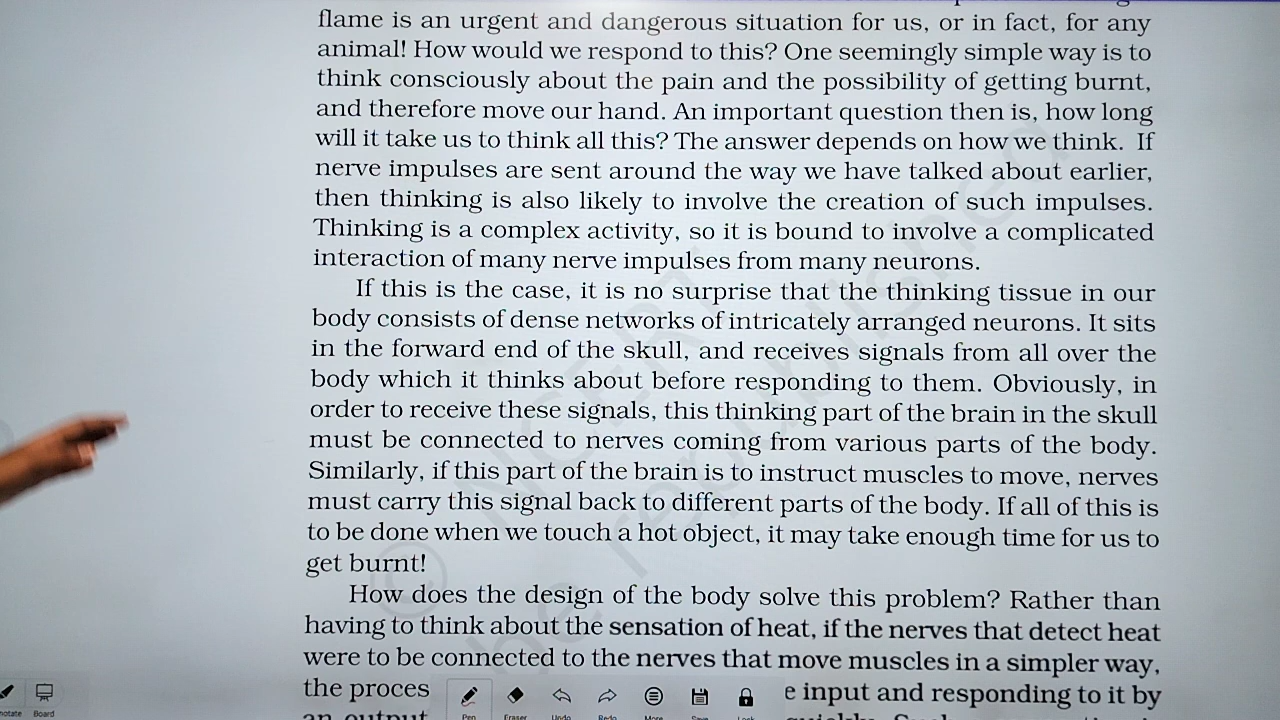 flame is an urgent and dangerous situation for us, or in fact, for any
animal! How would we respond to this? One seemingly simple way is to
think consciously about the pain and the possibility of getting burnt,
and therefore move our hand. An important question then is, how long
will it take us to think all this? The answer depends on how we think. If
nerve impulses are sent around the way we have talked about earlier,
then thinking is also likely to involve the creation of such impulses.
Thinking is a complex activity, so it is bound to involve a complicated
interaction of many nerve impulses from many neurons.
If this is the case, it is no surprise that the thinking tissue in our
body consists of dense networks of intricately arranged neurons. It sits
in the forward end of the skull, and receives signals from all over the
body which it thinks about before responding to them. Obviously, in
order to receive these signals, this thinking part of the brain in the skull
must be connected to nerves coming from various parts of the body.
Similarly, if this part of the brain is to instruct muscles to move, nerves
must carry this signal back to different parts of the body. If all of this is
to be done when we touch a hot object, it may take enough time for us to
get burnt!
How does the design of the body solve this problem? Rather than
having to think about the sensation of heat, if the nerves that detect heat
were to be connected to the nerves that move muscles in a simpler way,
the proces e input and responding to it by
an output
Board Pen Eraser Undo Redo More Save Lock
© NCERT
be republished